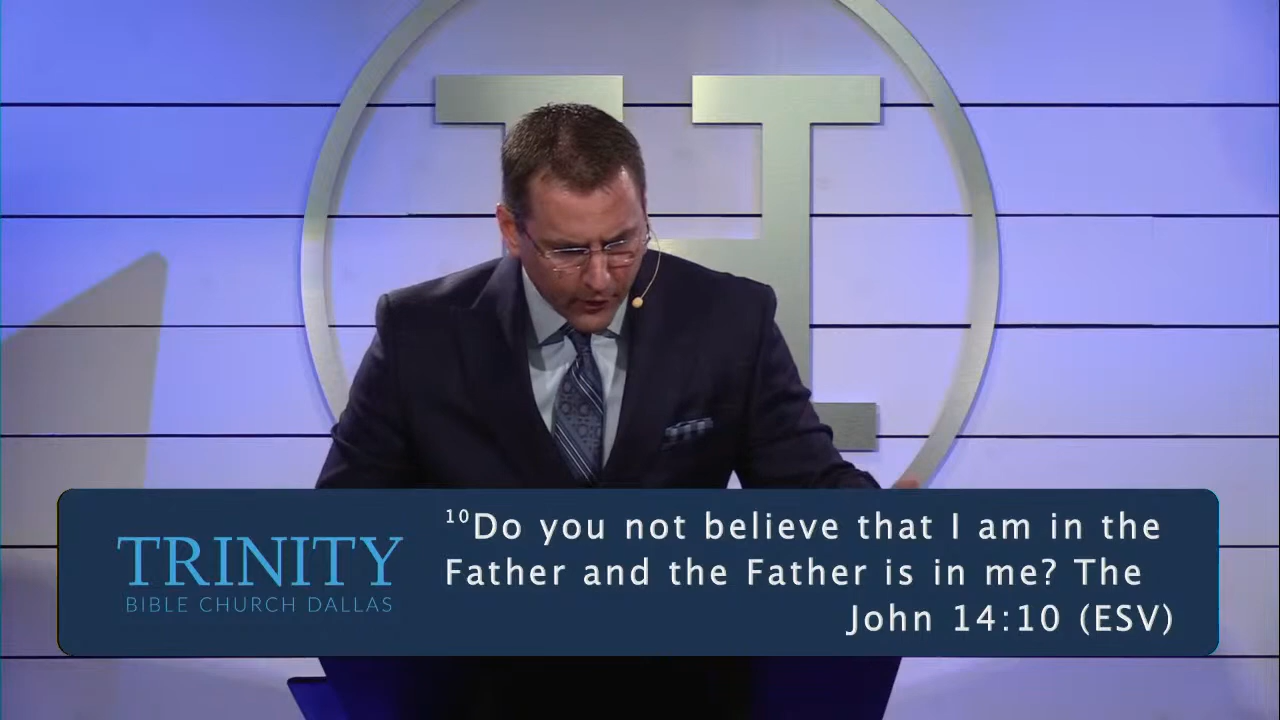 TRINITY
BIBLE CHURCH DALLAS
¹⁰Do you not believe that I am in the
Father and the Father is in me? The
John 14:10 (ESV)